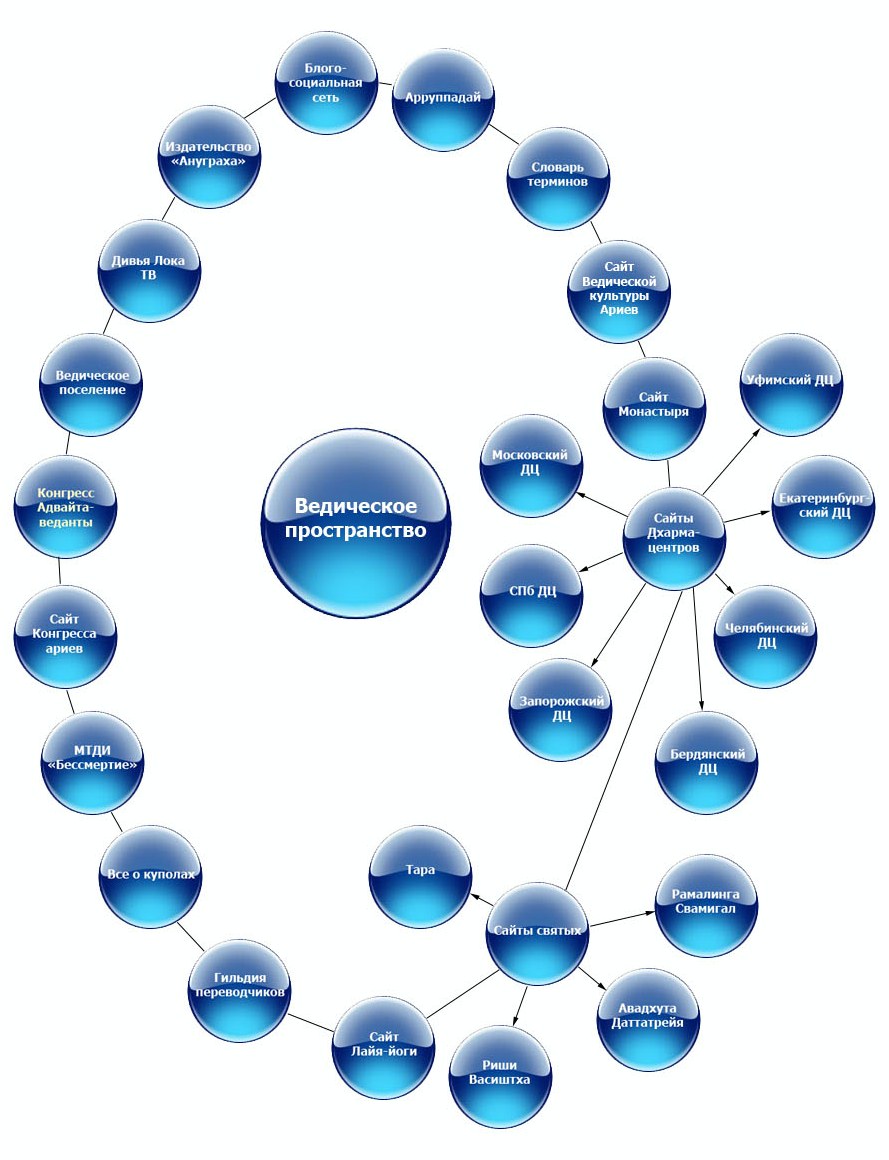 Блого-
социальная
сеть
Арруппадай
Издательство
«Ануграха»
Словарь
терминов
Дивья Лока
ТВ
Сайт
Ведической
культуры
Ариев
Ведическое
поселение
Сайт
Монастыря
Уфимский ДЦ
Московский
ДЦ
Конгресс
Адвайта-
веданты
Ведическое
пространство
Сайты
Дхарма-
центров
Екатеринбург-
ский ДЦ
СПб ДЦ
Сайт
Конгресса
ариев
Челябинский
ДЦ
Запорожский
ДЦ
МТДИ
«Бессмертие»
Бердянский
ДЦ
Все о куполах
Тара
Сайты святых
Рамалинга
Свамигал
Гильдия
переводчиков
Авадхута
Даттатрейя
Сайт
Лайя-йоги
Риши
Васиштха